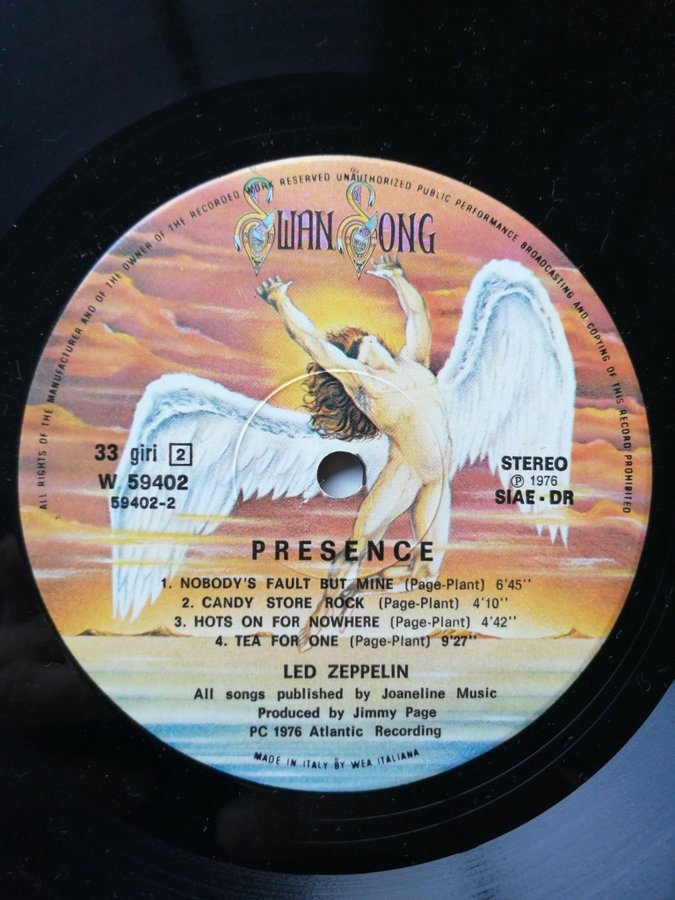 ALL RIGHTS OF THE MANUFACTURER AND OF THE OWNER OF THE RECORDED WORK RESERVED UNAUTHORIZED PUBLIC PERFORMANCE BROADCASTING AND COPYING OF THIS RECORD PROHIBITED
SWAN SONG
33 giri 2
W 59402
59402-2
STEREO
℗ 1976
SIAE · DR
PRESENCE
1. NOBODY'S FAULT BUT MINE (Page-Plant) 6'45''
2. CANDY STORE ROCK (Page-Plant) 4'10''
3. HOTS ON FOR NOWHERE (Page-Plant) 4'42''
4. TEA FOR ONE (Page-Plant) 9'27''
LED ZEPPELIN
All songs published by Joaneline Music
Produced by Jimmy Page
PC 1976 Atlantic Recording
MADE IN ITALY BY WEA ITALIANA